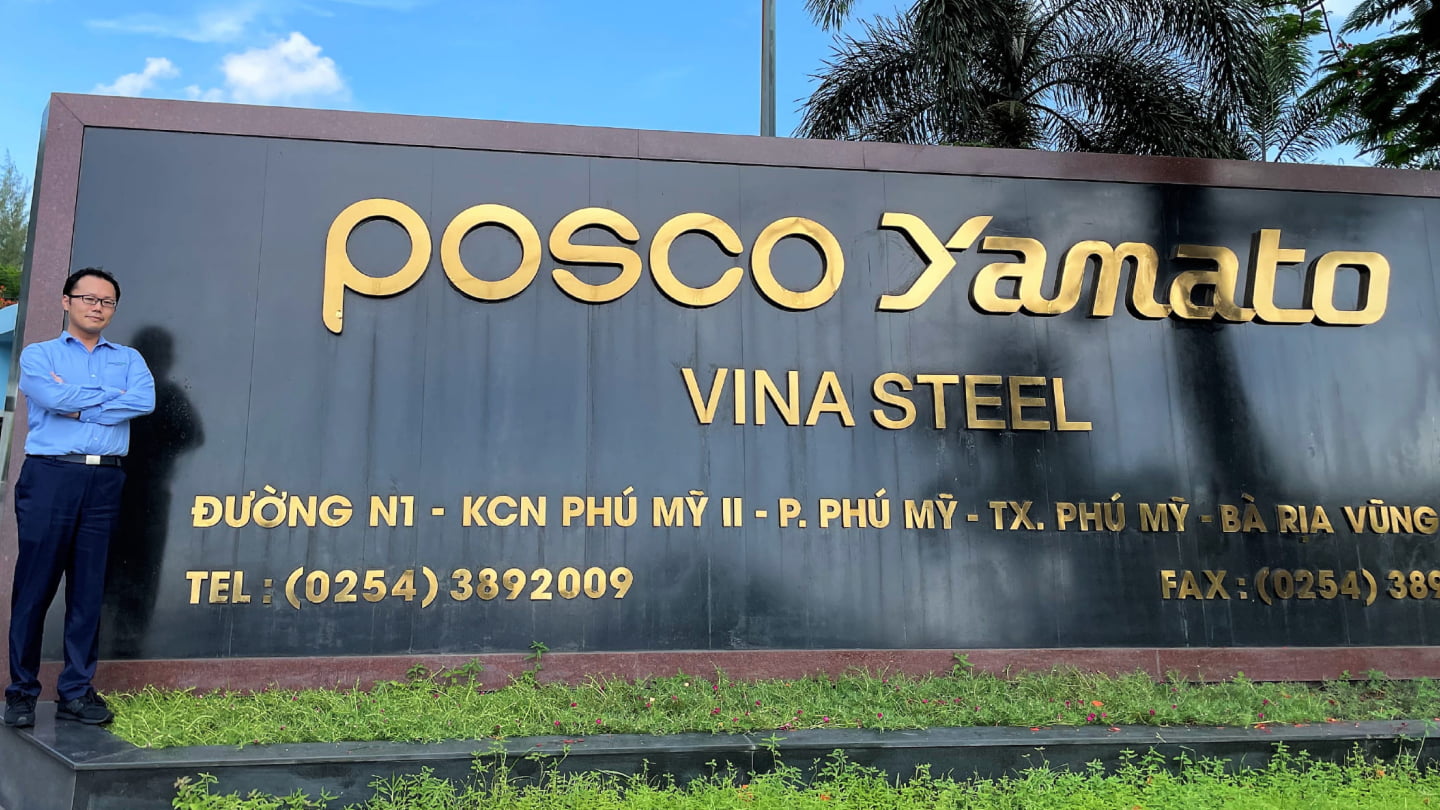 posco Yamato
VINA STEEL
ĐƯỜNG N1 - KCN PHÚ MỸ II - P. PHÚ MỸ - TX. PHÚ MỸ - BÀ RỊA VŨNG
TEL : (0254) 3892009
FAX : (0254) 389